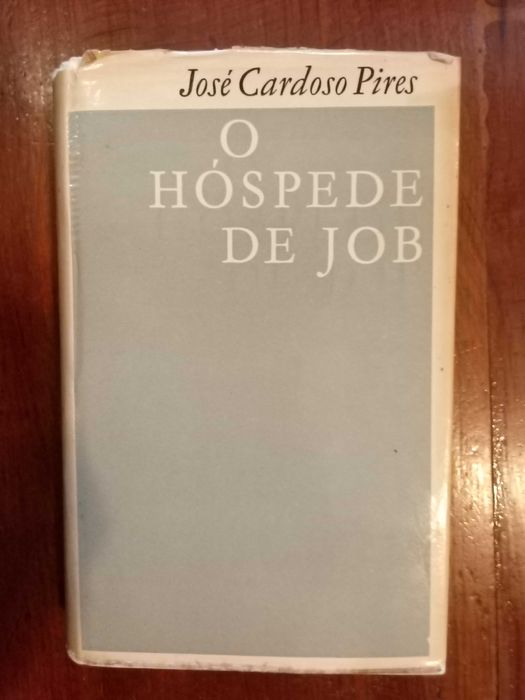 José Cardoso Pires
O
HÓSPEDE
DE JOB